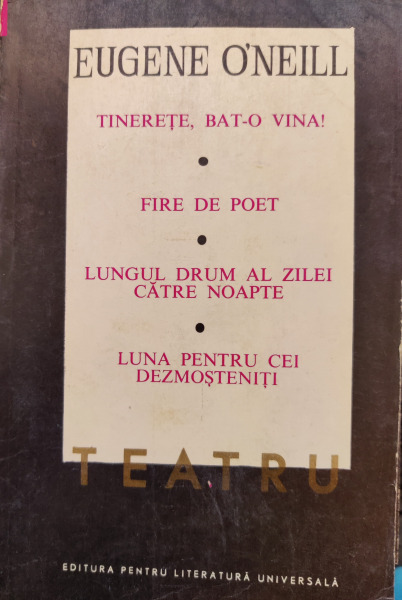 EUGENE O'NEILL
TINEREȚE, BAT-O VINA!
FIRE DE POET
LUNGUL DRUM AL ZILEI
CĂTRE NOAPTE
LUNA PENTRU CEI
DEZMOȘTENIȚI
TEATRU
EDITURA PENTRU LITERATURĂ UNIVERSALĂ